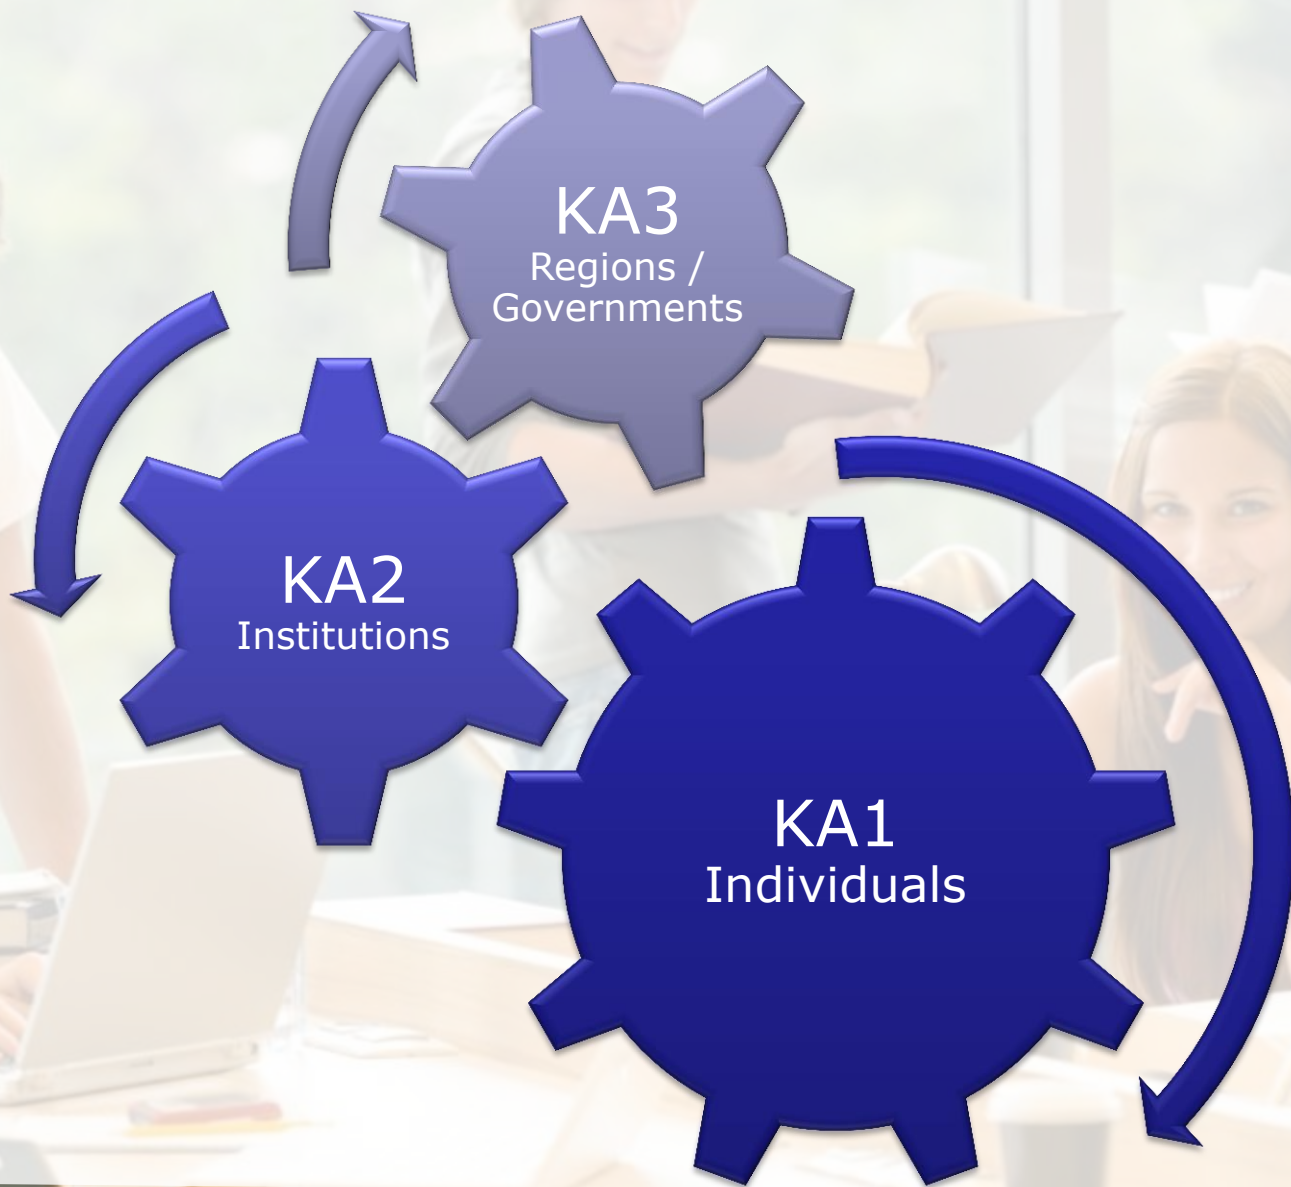 KA3
Regions /
Governments
KA2
Institutions
KA1
Individuals